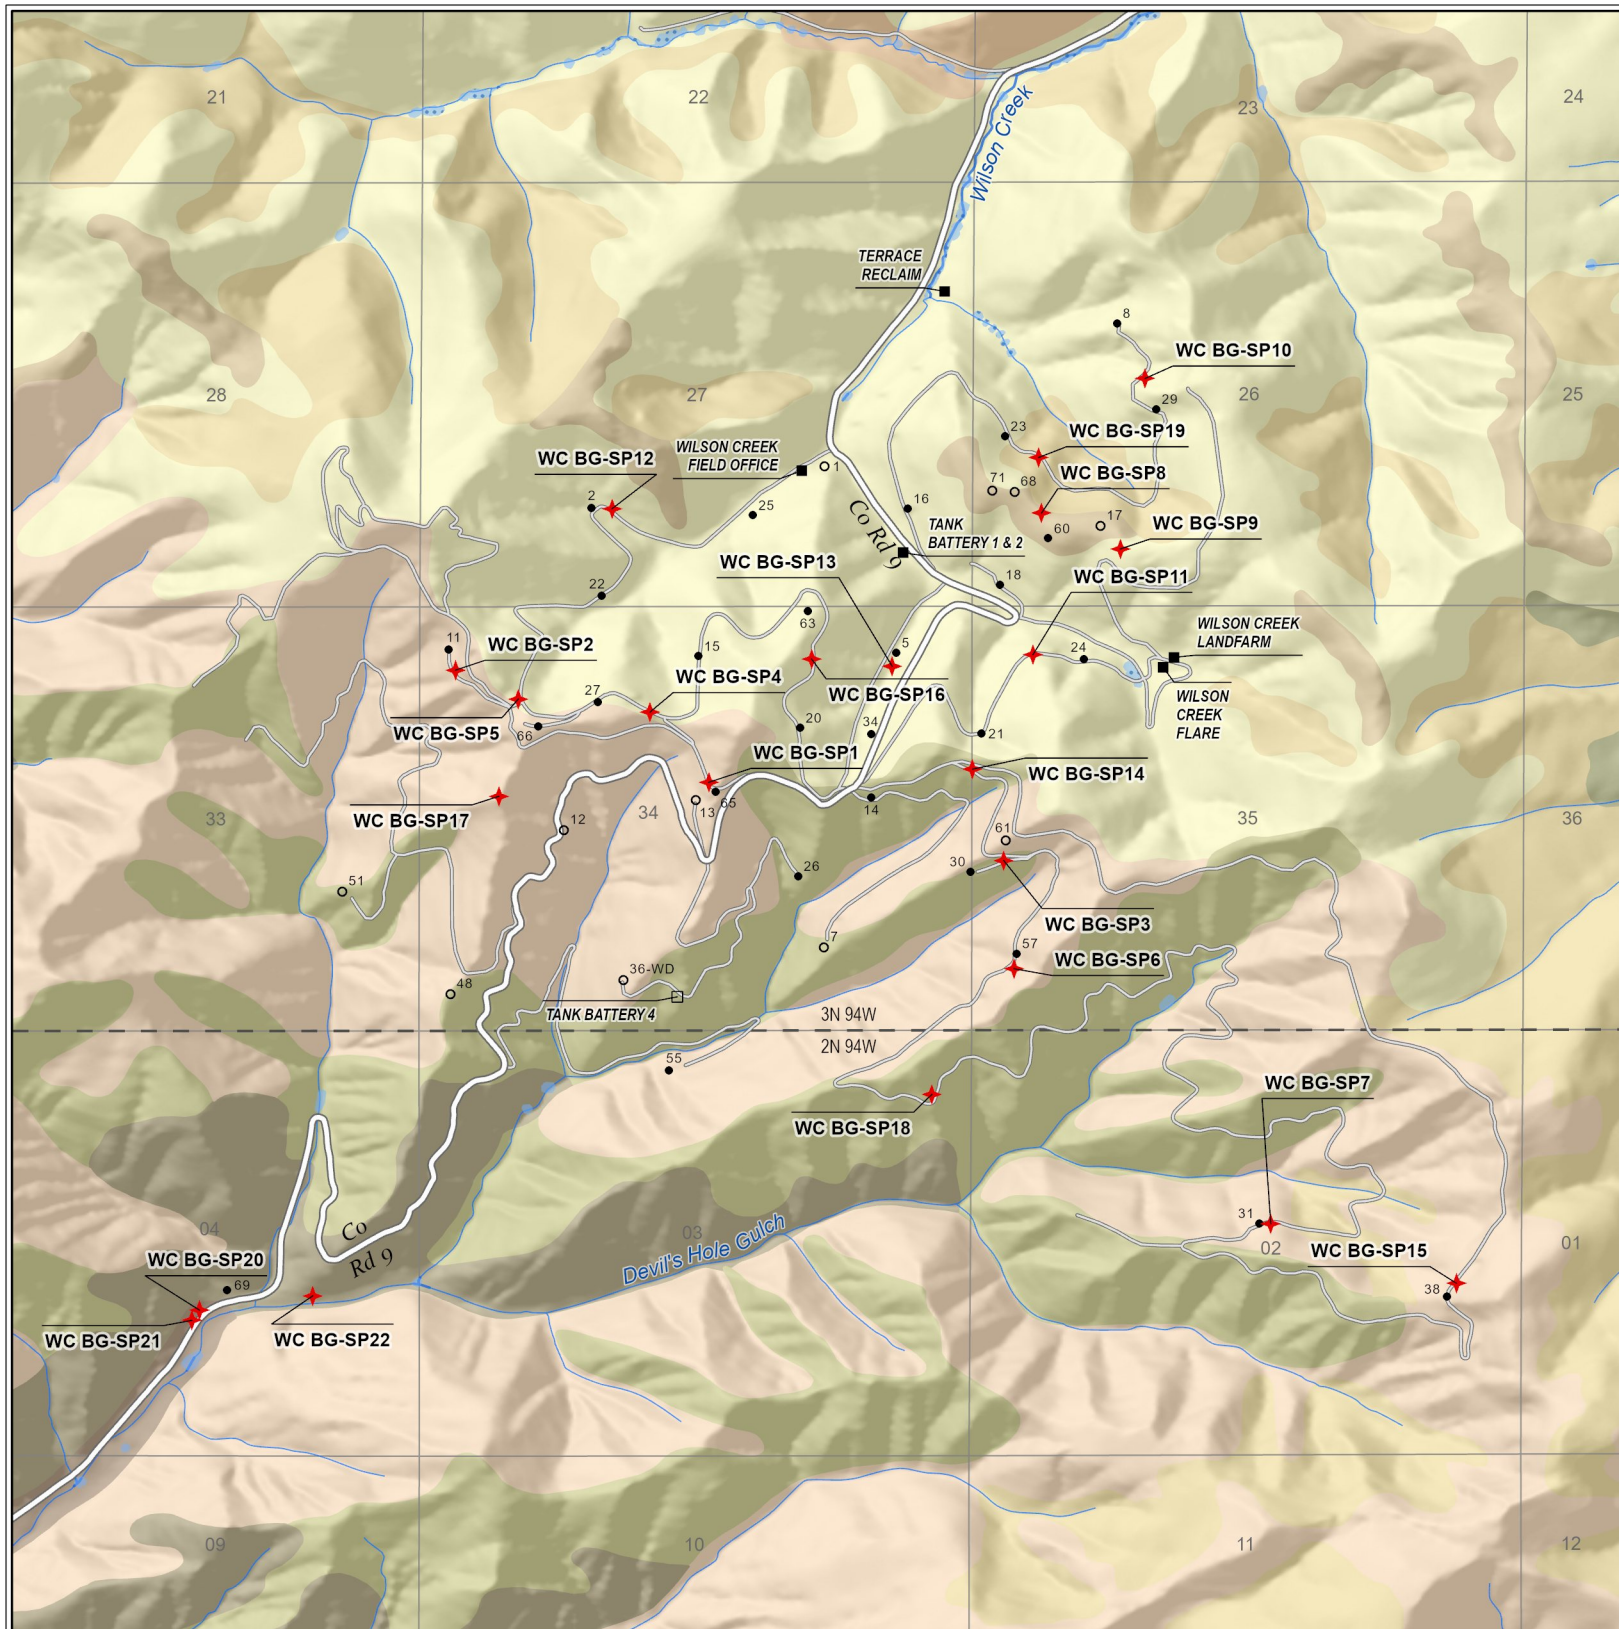 21
22
23
24
Wilson Creek
TERRACE
RECLAIM
8
WC BG-SP10
28
27
26
25
29
23
WC BG-SP19
WC BG-SP12
WILSON CREEK
FIELD OFFICE
1
WC BG-SP8
71
68
2
25
16
Co Rd 9
TANK
BATTERY 1 & 2
17
60
WC BG-SP9
WC BG-SP13
WC BG-SP11
18
22
63
WILSON CREEK
LANDFARM
11
WC BG-SP2
15
5
24
WC BG-SP4
WC BG-SP16
27
WILSON
CREEK
FLARE
WC BG-SP5
66
20
34
21
WC BG-SP1
WC BG-SP14
65
14
13
WC BG-SP17
33
34
35
36
12
61
30
26
51
WC BG-SP3
7
57
WC BG-SP6
36-WD
48
TANK BATTERY 4
3N 94W
2N 94W
55
WC BG-SP7
WC BG-SP18
04
03
31
02
01
Co
Rd 9
Devil's Hole Gulch
WC BG-SP15
WC BG-SP20
69
38
WC BG-SP21
WC BG-SP22
09
10
11
12